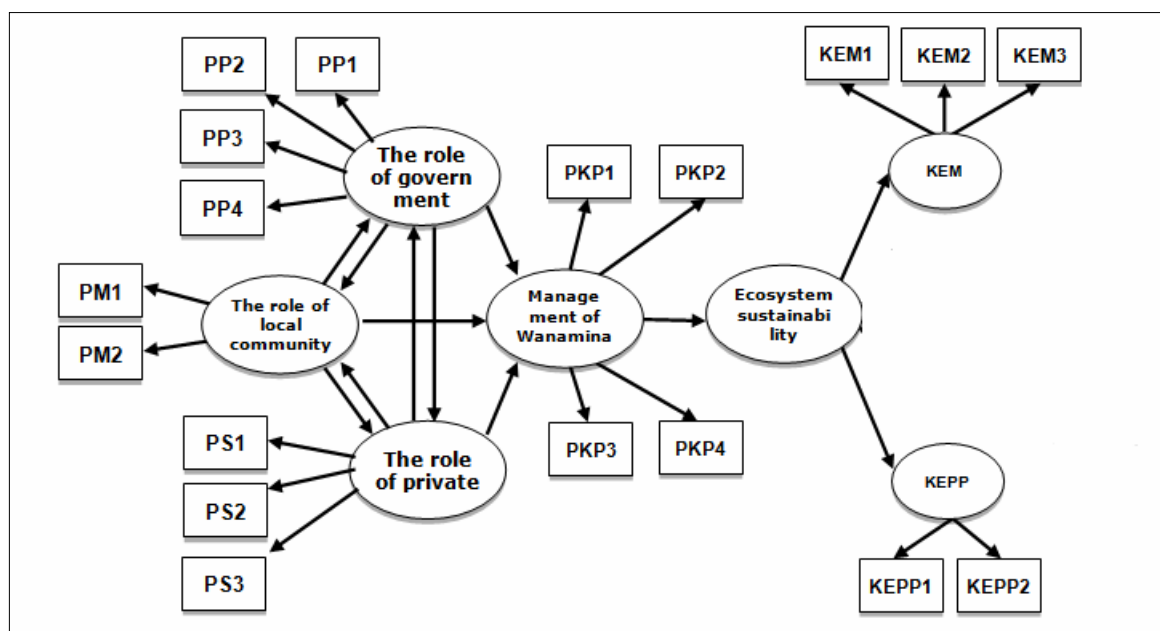 PP2
PP1
KEM1
KEM2
KEM3
PP3
The role
of govern
ment
PKP1
PKP2
KEM
PP4
PM1
The role of
local
community
Manage
ment of
Wanamina
Ecosystem
sustainabi
lity
PM2
PS1
The role
of private
PKP3
PKP4
PS2
KEPP
PS3
KEPP1
KEPP2